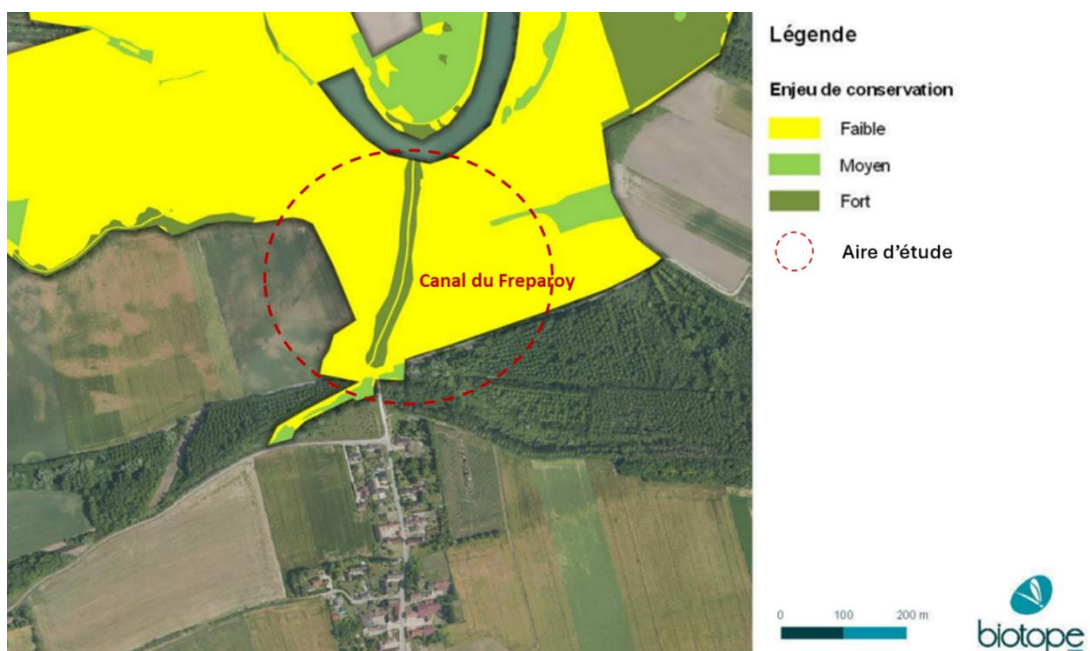 Légende
Enjeu de conservation
Faible
Moyen
Fort
Aire d'étude
Canal du Freparoy
0 100 200 m
biotope